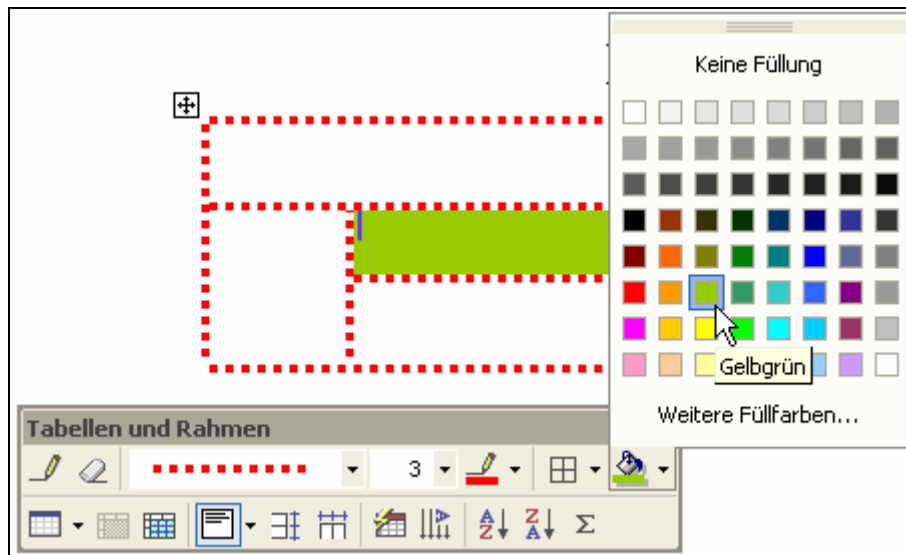 Keine Füllung
Gelbgrün
Weitere Füllfarben...
Tabellen und Rahmen
3
A
Z
Z
A
Σ